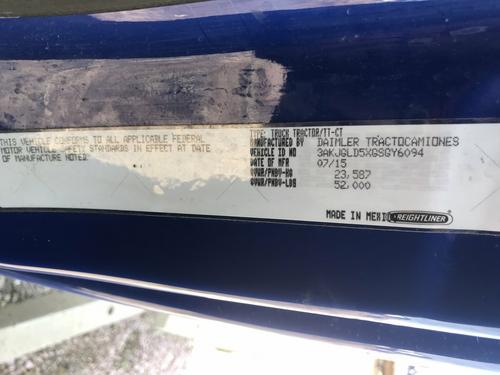 THIS VEHICLE CONFORMS TO ALL APPLICABLE FEDERAL
MOTOR VEHICLE SAFETY STANDARDS IN EFFECT AT DATE
OF MANUFACTURE NOTED.
TYPE: TRUCK TRACTOR/TT-CT
MANUFACTURED BY DAIMLER TRACTOCAMIONES
VEHICLE ID NO 3AKJGLD5XGSGY6094
DATE OF MFR 07/15
GVWR/PNBV-KG 23,587
GVWR/PNBV-LBS 52,000
MADE IN MEXICO FREIGHTLINER